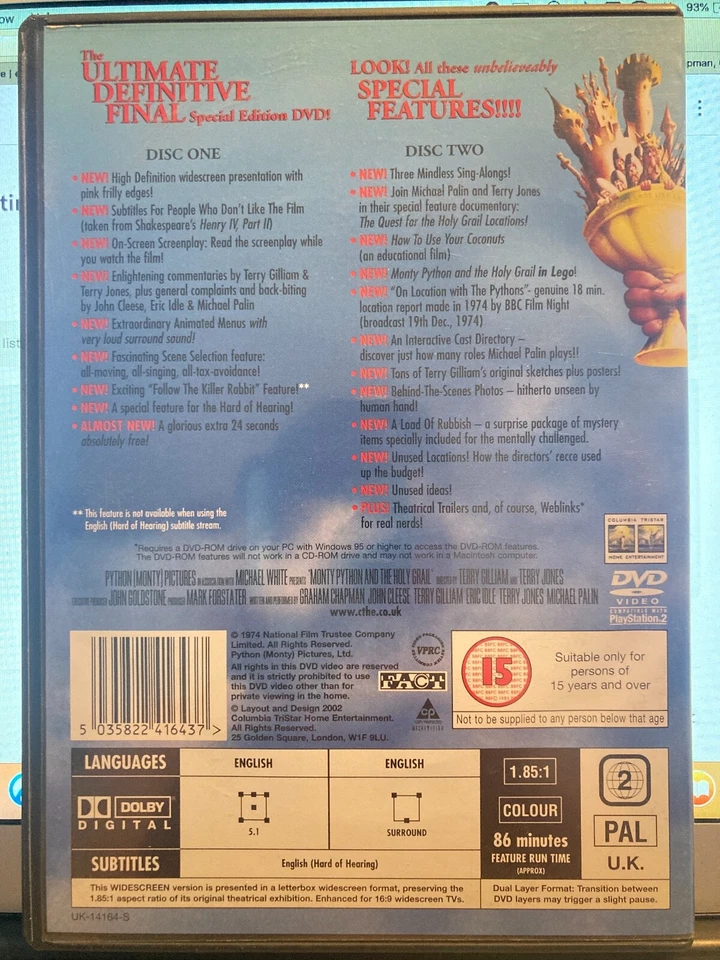 The
ULTIMATE
DEFINITIVE
FINAL Special Edition DVD!
DISC ONE
• NEW! High Definition widescreen presentation with
pink frilly edges!
• NEW! Subtitles For People Who Don't Like The Film
(taken from Shakespeare's Henry IV, Part II)
• NEW! On-Screen Screenplay: Read the screenplay while
you watch the film!
• NEW! Enlightening commentaries by Terry Gilliam &
Terry Jones, plus general complaints and back-biting
by John Cleese, Eric Idle & Michael Palin
• NEW! Extraordinary Animated Menus with
very loud surround sound!
• NEW! Fascinating Scene Selection feature:
all-moving, all-singing, all-tax-avoidance!
• NEW! Exciting "Follow The Killer Rabbit" Feature!**
• NEW! A special feature for the Hard of Hearing!
• ALMOST NEW! A glorious extra 24 seconds
absolutely free!
** This feature is not available when using the
English (Hard of Hearing) subtitle stream.
LOOK! All these unbelieveably
SPECIAL
FEATURES!!!!
DISC TWO
• NEW! Three Mindless Sing-Alongs!
• NEW! Join Michael Palin and Terry Jones
in their special feature documentary:
The Quest for the Holy Grail Locations!
• NEW! How To Use Your Coconuts
(an educational film)
• NEW! Monty Python and the Holy Grail in Lego!
• NEW! "On Location with The Pythons"- genuine 18 min.
location report made in 1974 by BBC Film Night
(broadcast 19th Dec., 1974)
• NEW! An Interactive Cast Directory –
discover just how many roles Michael Palin plays!!
• NEW! Tons of Terry Gilliam's original sketches plus posters!
• NEW! Behind-The-Scenes Photos – hitherto unseen by
human hand!
• NEW! A Load Of Rubbish – a surprise package of mystery
items specially included for the mentally challenged.
• NEW! Unused Locations! How the directors' recce used
up the budget!
• NEW! Unused ideas!
• PLUS! Theatrical Trailers and, of course, Weblinks*
for real nerds!
*Requires a DVD-ROM drive on your PC with Windows 95 or higher to access the DVD-ROM features.
The DVD-ROM features will not work in a CD-ROM drive and may not work in a Macintosh computer.
COLUMBIA TRISTAR
HOME ENTERTAINMENT
DVD
VIDEO
COMPATIBLE WITH
PlayStation.2
PYTHON (MONTY) PICTURES IN ASSOCIATION WITH MICHAEL WHITE PRESENTS 'MONTY PYTHON AND THE HOLY GRAIL' DIRECTED BY TERRY GILLIAM AND TERRY JONES
EXECUTIVE PRODUCER JOHN GOLDSTONE PRODUCER MARK FORSTATER WRITTEN AND PERFORMED BY GRAHAM CHAPMAN JOHN CLEESE TERRY GILLIAM ERIC IDLE TERRY JONES MICHAEL PALIN
www.cthe.co.uk
5 035822 416437 >
© 1974 National Film Trustee Company
Limited. All Rights Reserved.
Python (Monty) Pictures, Ltd.
All rights in this DVD video are reserved
and it is strictly prohibited to use
this DVD video other than for
private viewing in the home.
© Layout and Design 2002
Columbia TriStar Home Entertainment.
All Rights Reserved.
25 Golden Square, London, W1F 9LU.
VPRC
FACT
cp
15
Suitable only for
persons of
15 years and over
Not to be supplied to any person below that age
LANGUAGES
ENGLISH
ENGLISH
DOLBY
DIGITAL
5.1
SURROUND
SUBTITLES
English (Hard of Hearing)
1.85:1
COLOUR
86 minutes
FEATURE RUN TIME
(APPROX)
2
PAL
U.K.
This WIDESCREEN version is presented in a letterbox widescreen format, preserving the
1.85:1 aspect ratio of its original theatrical exhibition. Enhanced for 16:9 widescreen TVs.
Dual Layer Format: Transition between
DVD layers may trigger a slight pause.
UK-14164-S
93%